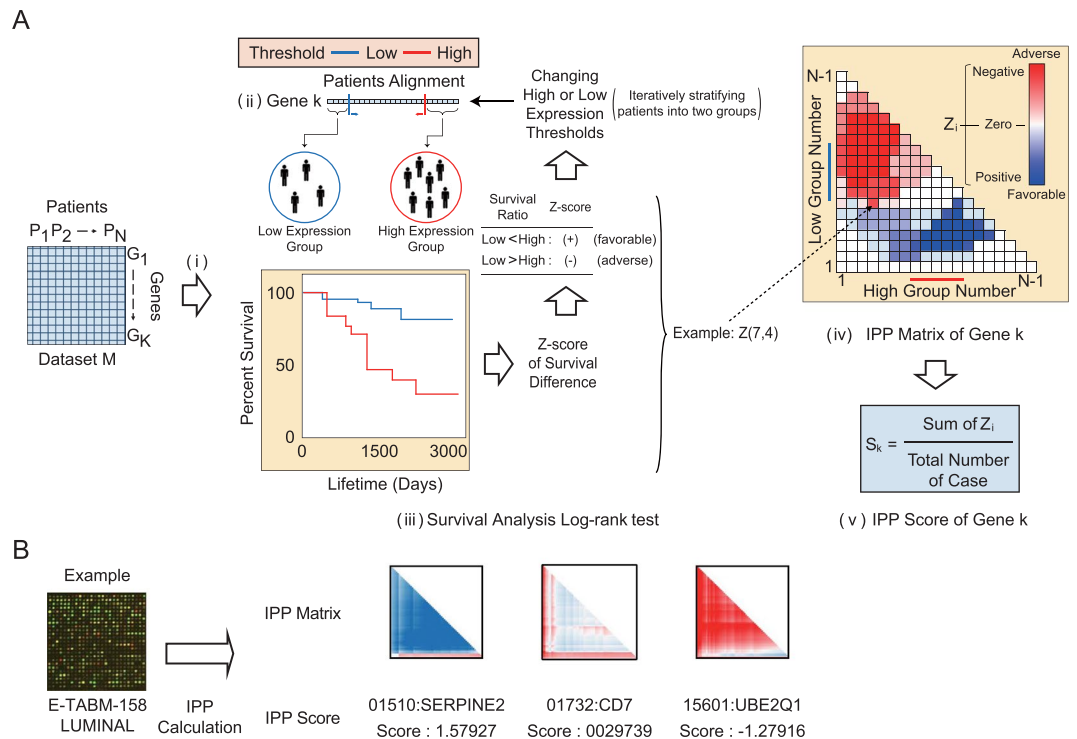 A
Threshold Low High
Patients Alignment
(ii) Gene k
Changing
High or Low
Expression
Thresholds
(Iteratively stratifying
patients into two groups)
Low Expression
Group
High Expression
Group
Survival
Ratio
Z-score
Low<High : (+) (favorable)
Low>High : (-) (adverse)
Patients
P1 P2 PN
G1
Genes
GK
Dataset M
(i)
Percent Survival
100
50
0
0 1500 3000
Lifetime (Days)
Z-score
of Survival
Difference
(iii) Survival Analysis Log-rank test
Example: Z(7,4)
Low Group Number
N-1
1
1 N-1
High Group Number
Adverse
Negative
Zi Zero
Positive
Favorable
(iv) IPP Matrix of Gene k
Sk = Sum of Zi
Total Number
of Case
(v) IPP Score of Gene k
B
Example
E-TABM-158
LUMINAL
IPP
Calculation
IPP Matrix
IPP Score
01510:SERPINE2
Score : 1.57927
01732:CD7
Score : 0029739
15601:UBE2Q1
Score : -1.27916